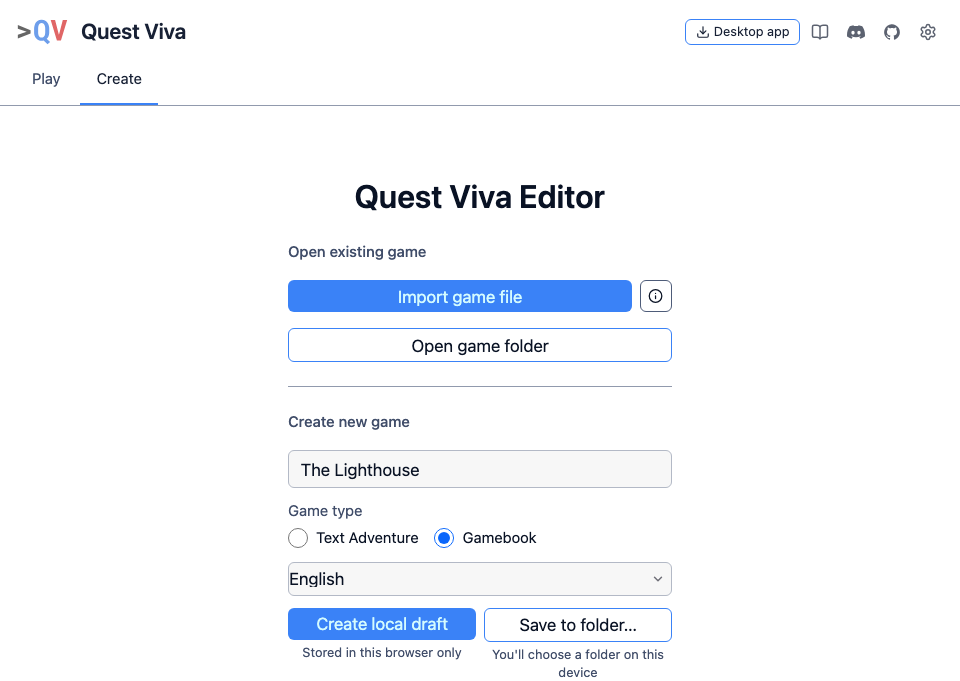 >QV Quest Viva
Desktop app
Play
Create
Quest Viva Editor
Open existing game
Import game file
Open game folder
Create new game
The Lighthouse
Game type
Text Adventure
Gamebook
English
Create local draft
Save to folder...
Stored in this browser only
You'll choose a folder on this
device